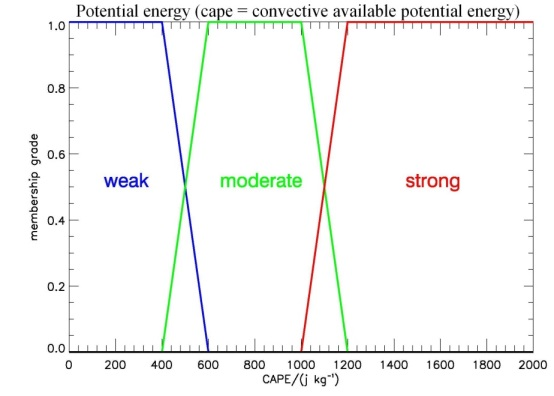 Potential energy (cape = convective available potential energy)
1.0
0.8
0.6
0.4
0.2
0.0
membership grade
weak
moderate
strong
0 200 400 600 800 1000 1200 1400 1600 1800 2000
CAPE/(j kg⁻¹)